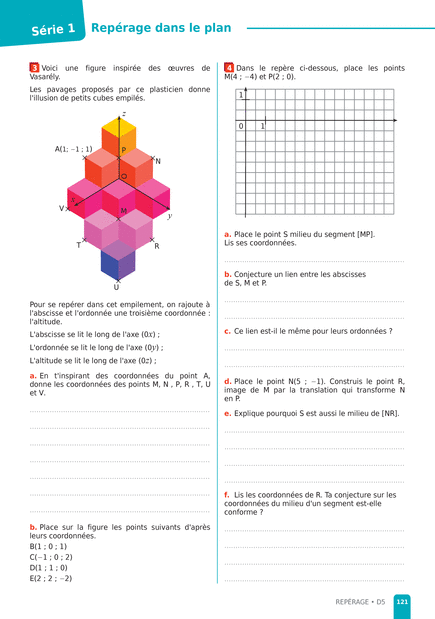 Série 1
Repérage dans le plan
3 Voici une figure inspirée des œuvres de
Vasarély.
Les pavages proposés par ce plasticien donne
l'illusion de petits cubes empilés.
z
A(1; −1 ; 1)
P
N
O
x
V
M
y
T
R
U
Pour se repérer dans cet empilement, on rajoute à
l'abscisse et l'ordonnée une troisième coordonnée :
l'altitude.
L'abscisse se lit le long de l'axe (0x) ;
L'ordonnée se lit le long de l'axe (0y) ;
L'altitude se lit le long de l'axe (0z) ;
a. En t'inspirant des coordonnées du point A,
donne les coordonnées des points M, N , P, R , T, U
et V.
b. Place sur la figure les points suivants d'après
leurs coordonnées.
B(1 ; 0 ; 1)
C(−1 ; 0 ; 2)
D(1 ; 1 ; 0)
E(2 ; 2 ; −2)
4 Dans le repère ci-dessous, place les points
M(4 ; −4) et P(2 ; 0).
1
0
1
a. Place le point S milieu du segment [MP].
Lis ses coordonnées.
b. Conjecture un lien entre les abscisses
de S, M et P.
c. Ce lien est-il le même pour leurs ordonnées ?
d. Place le point N(5 ; −1). Construis le point R,
image de M par la translation qui transforme N
en P.
e. Explique pourquoi S est aussi le milieu de [NR].
f. Lis les coordonnées de R. Ta conjecture sur les
coordonnées du milieu d'un segment est-elle
conforme ?
REPÉRAGE • D5
121